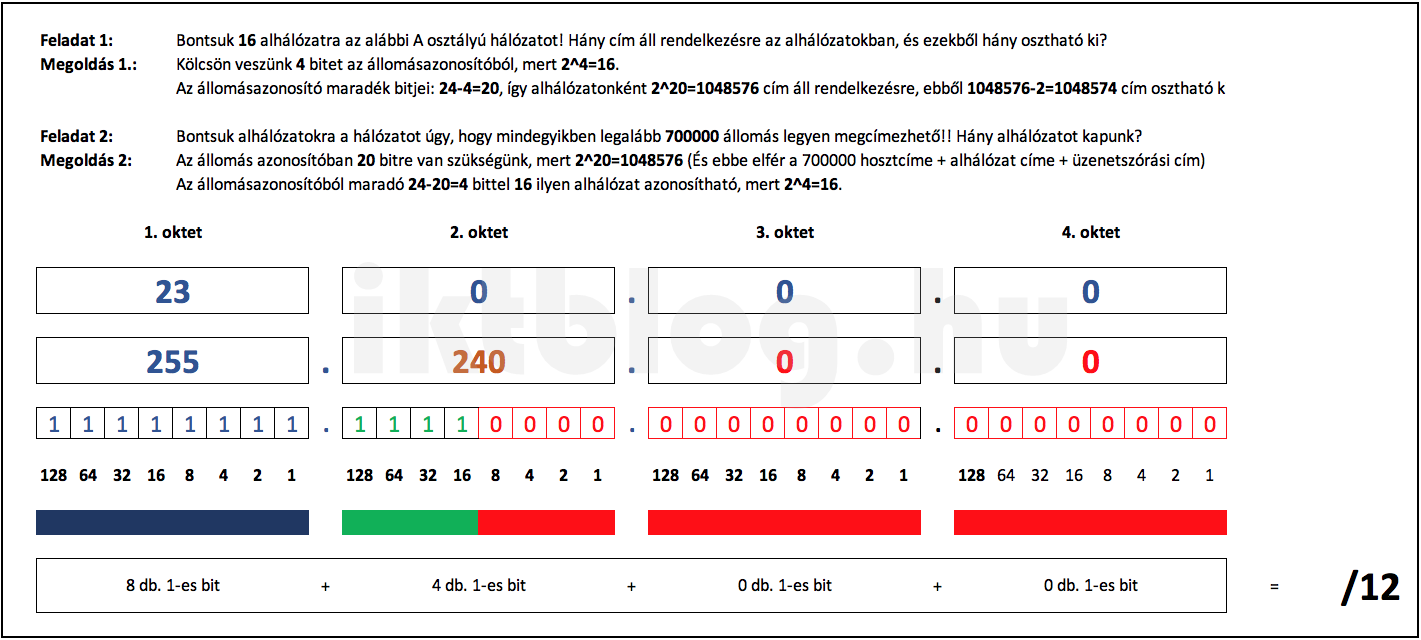 Feladat 1: Bontsuk 16 alhálózatra az alábbi A osztályú hálózatot! Hány cím áll rendelkezésre az alhálózatokban, és ezekből hány osztható ki?
Megoldás 1.: Kölcsön veszünk 4 bitet az állomásazonosítóból, mert 2^4=16.
Az állomásazonosító maradék bitjei: 24-4=20, így alhálózatonként 2^20=1048576 cím áll rendelkezésre, ebből 1048576-2=1048574 cím osztható k
Feladat 2: Bontsuk alhálózatokra a hálózatot úgy, hogy mindegyikben legalább 700000 állomás legyen megcímezhető!! Hány alhálózatot kapunk?
Megoldás 2: Az állomás azonosítóban 20 bitre van szükségünk, mert 2^20=1048576 (És ebbe elfér a 700000 hosztcíme + alhálózat címe + üzenetszórási cím)
Az állomásazonosítóból maradó 24-20=4 bittel 16 ilyen alhálózat azonosítható, mert 2^4=16.
1. oktet 2. oktet 3. oktet 4. oktet
23 0 . 0 . 0
255 . 240 . 0 . 0
1 1 1 1 1 1 1 1 . 1 1 1 1 0 0 0 0 . 0 0 0 0 0 0 0 0 . 0 0 0 0 0 0 0 0
128 64 32 16 8 4 2 1 128 64 32 16 8 4 2 1 128 64 32 16 8 4 2 1 128 64 32 16 8 4 2 1
8 db. 1-es bit + 4 db. 1-es bit + 0 db. 1-es bit + 0 db. 1-es bit = /12
iktblog.hu